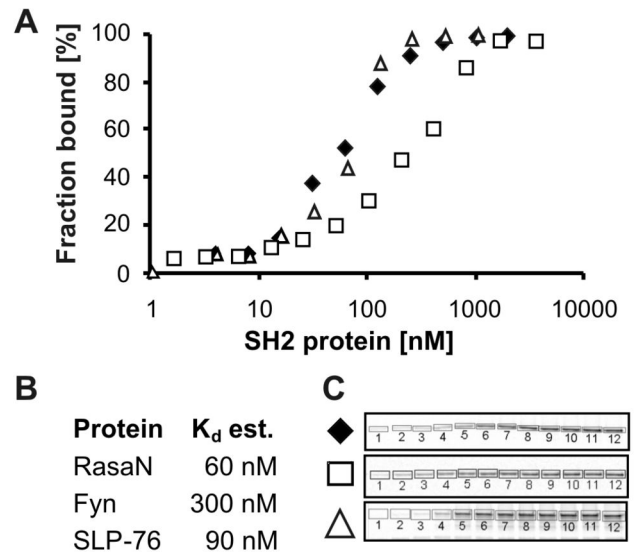 A
Fraction bound [%]
100
80
60
40
20
0
1 10 100 1000 10000
SH2 protein [nM]
B
Protein Kd est.
RasaN 60 nM
Fyn 300 nM
SLP-76 90 nM
C
1 2 3 4 5 6 7 8 9 10 11 12
1 2 3 4 5 6 7 8 9 10 11 12
1 2 3 4 5 6 7 8 9 10 11 12